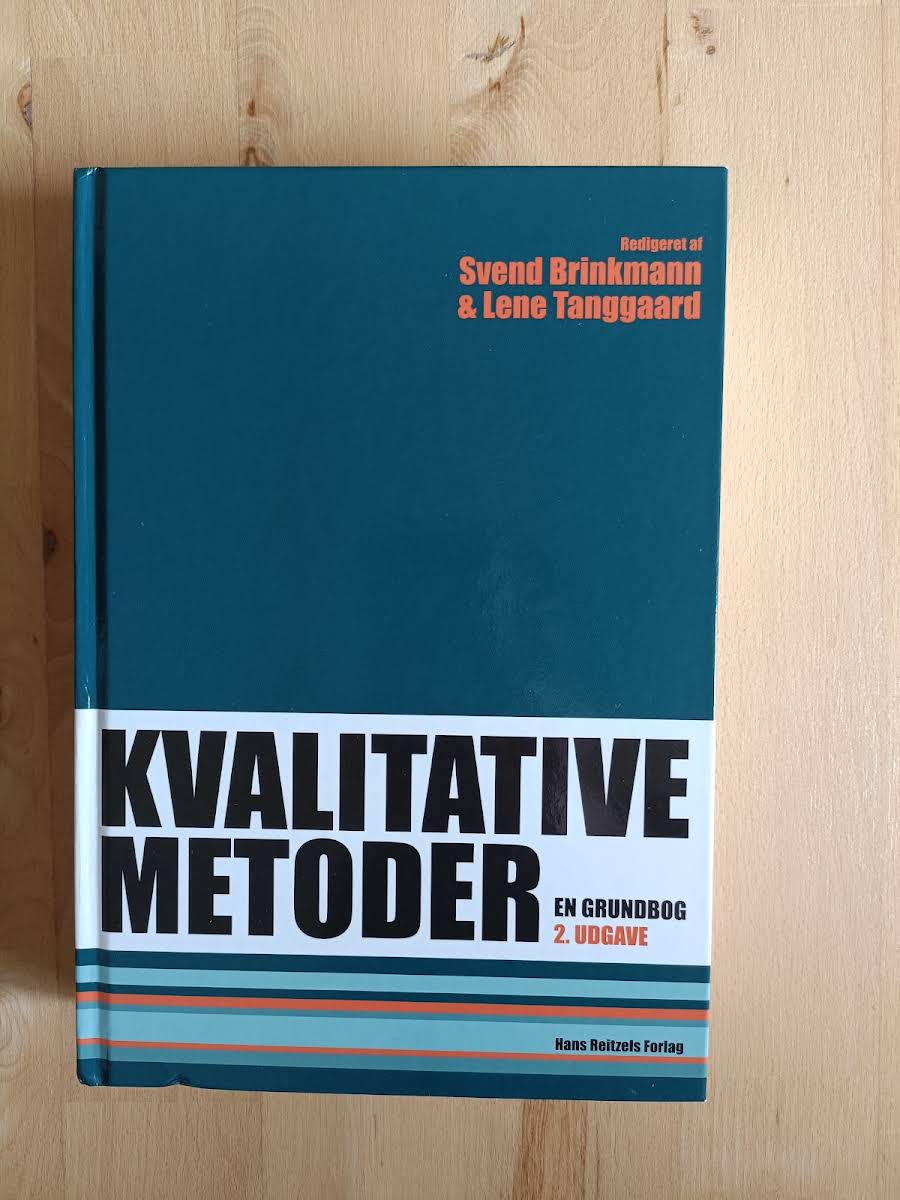 Redigeret af
Svend Brinkmann
& Lene Tanggaard
KVALITATIVE
METODER
EN GRUNDBOG
2. UDGAVE
Hans Reitzels Forlag